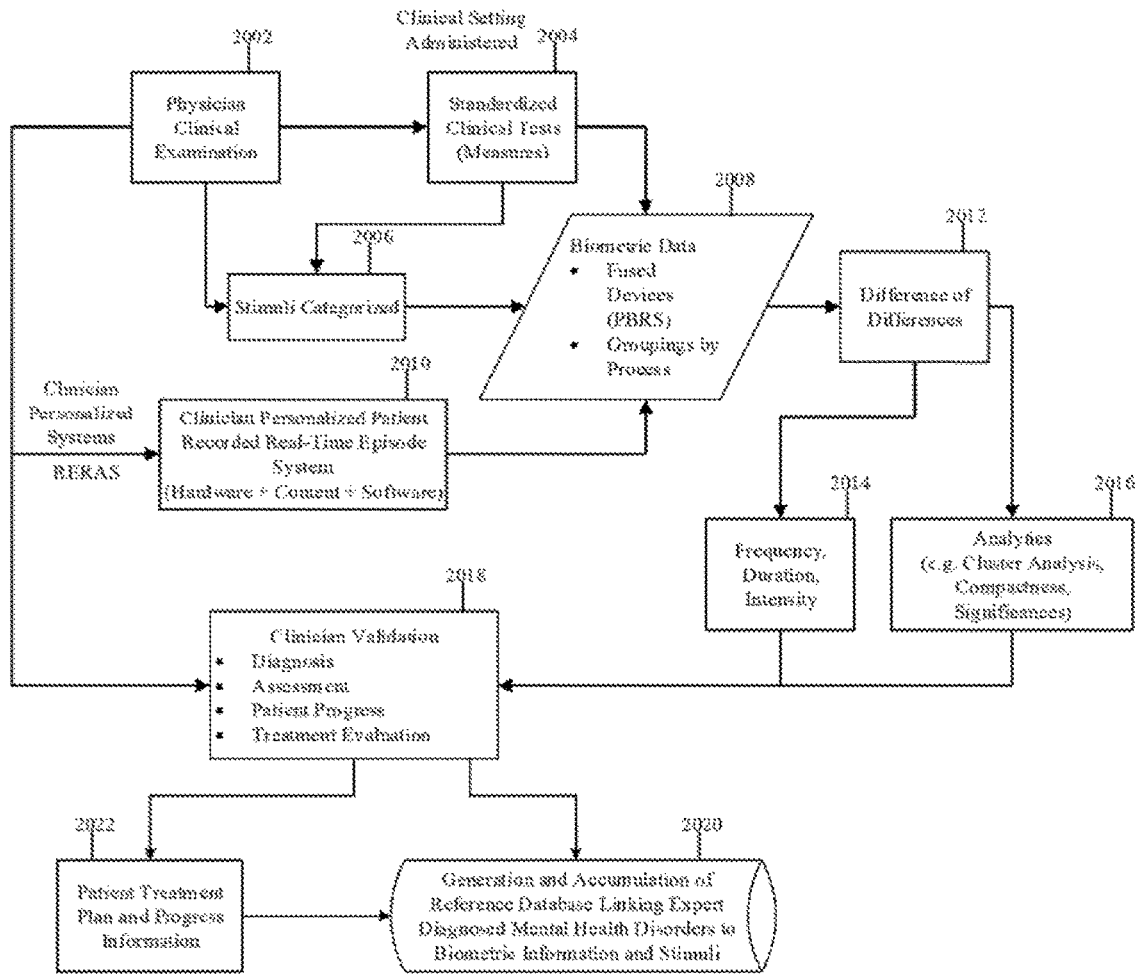 2002
Physician
Clinical
Examination
Clinical Setting
Administered
2004
Standardized
Clinical Tests
(Measures)
2006
Stimuli Categorized
2008
Biometric Data
• Fused
Devices
(PBRS)
• Groupings by
Process
2012
Difference of
Differences
Clinician
Personalized
Systems
RERAS
2010
Clinician Personalized Patient
Recorded Real-Time Episode
System
(Hardware + Content + Software)
2014
Frequency,
Duration,
Intensity
2016
Analytics
(e.g. Cluster Analysis,
Compactness,
Significances)
2018
Clinician Validation
• Diagnosis
• Assessment
• Patient Progress
• Treatment Evaluation
2022
Patient Treatment
Plan and Progress
Information
2020
Generation and Accumulation of
Reference Database Linking Expert
Diagnosed Mental Health Disorders to
Biometric Information and Stimuli